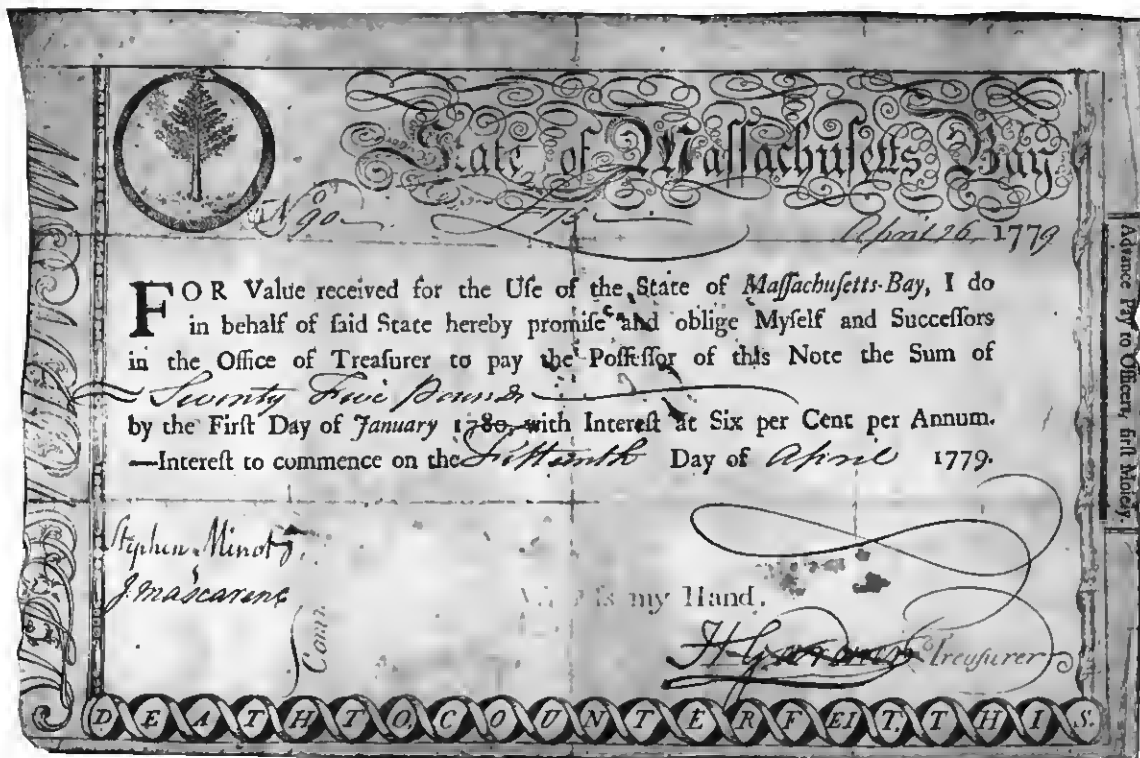 State of Maſſachuſetts Bay
No 90 £75 April 26, 1779
FOR Value received for the Uſe of the State of Maſſachuſetts-Bay, I do
in behalf of ſaid State hereby promiſe and oblige Myſelf and Succeſſors
in the Office of Treaſurer to pay the Poſſeſſor of this Note the Sum of
Seventy Five Pounds
by the Firſt Day of January 1780, with Intereſt at Six per Cent per Annum.
—Intereſt to commence on the Fifteenth Day of April 1779.
Stephen Minot
J. Mascarene
Com.
Witneſs my Hand,
H Gardner Treyſurer
DEATH TO COUNTERFEIT THIS.
Advance Pay to Officers, firſt Moiety.